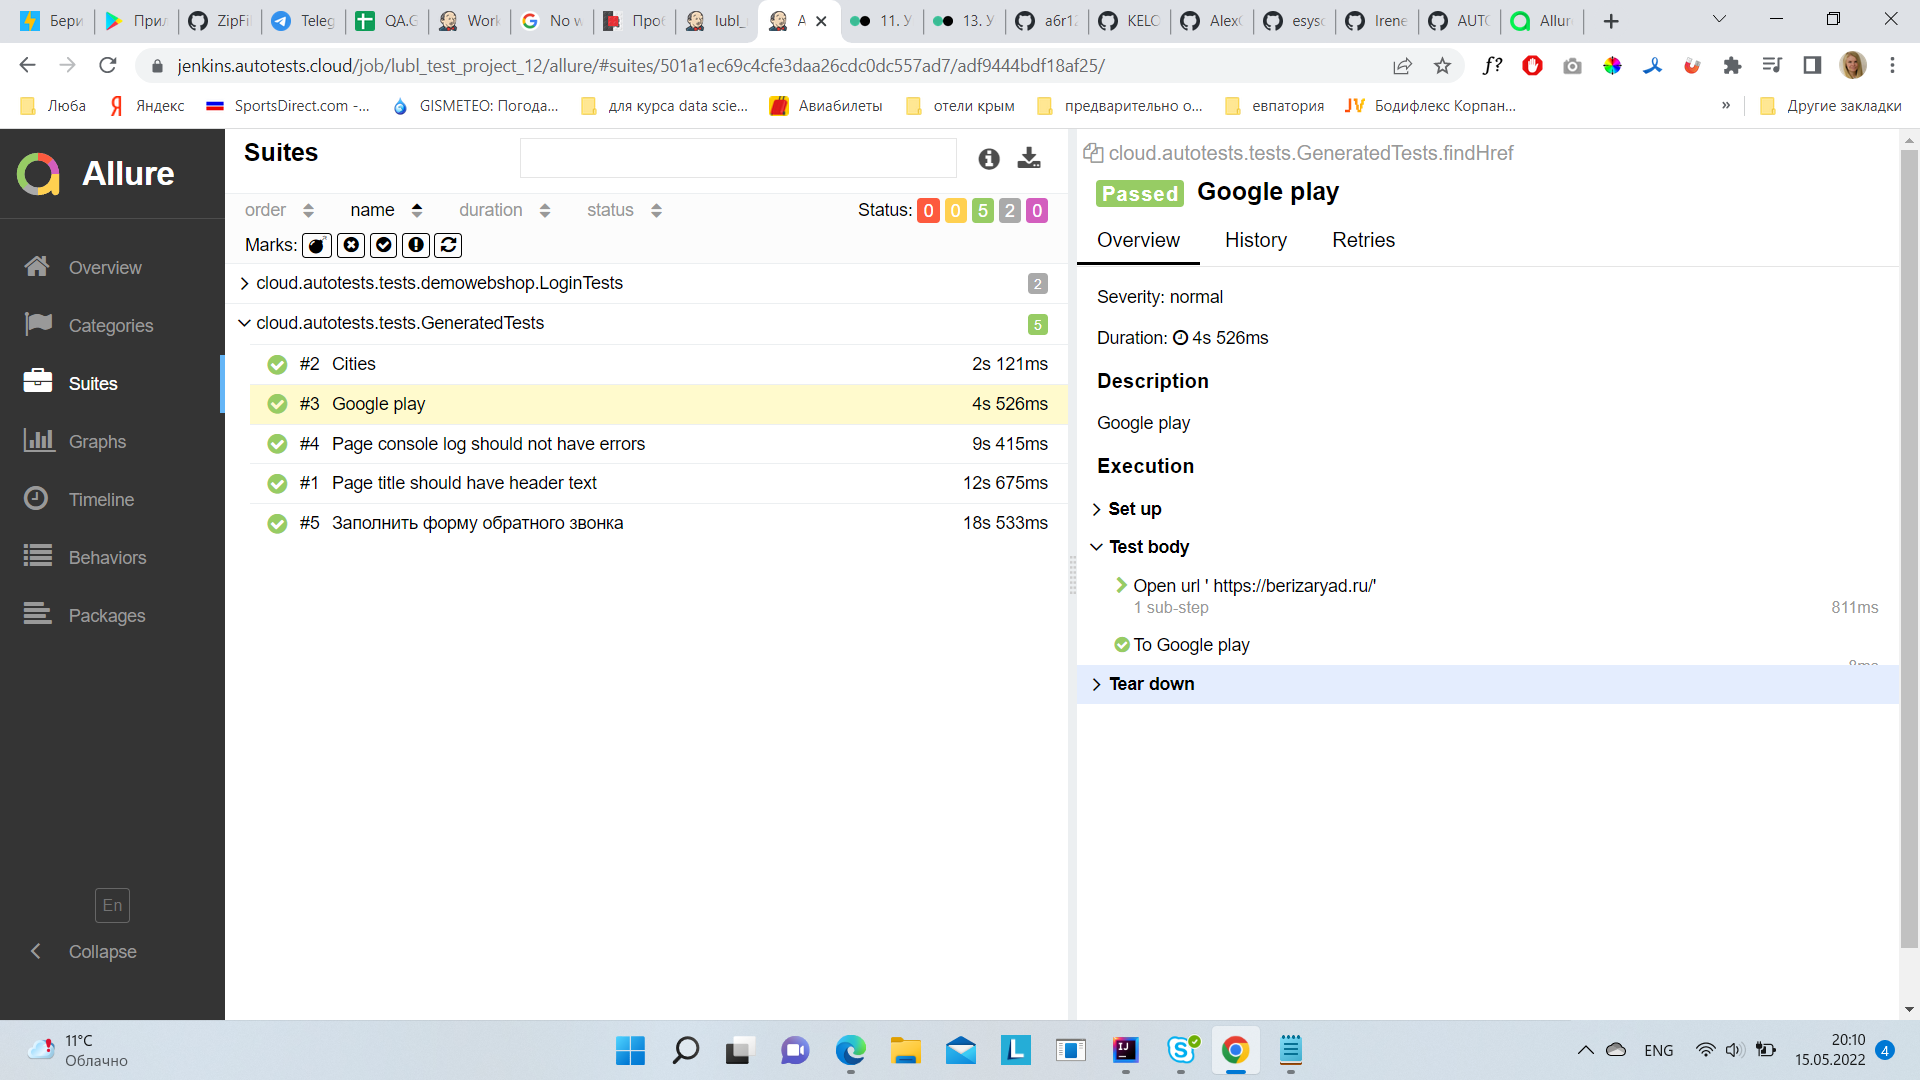 Бери
При
ZipFi
Teleg
QA.G
Work
No w
Проб
lubl_
A
11. У
13. У
a6r12
KELO
Alex
eyso
Irene
AUTO
Allur
jenkins.autotests.cloud/job/lubl_test_project_12/allure/#suites/501a1ec69c4cfe3daa26cdc0dc557ad7/adf9444bdf18af25/
f?
Люба
Яндекс
SportsDirect.com -...
GISMETEO: Погода...
для курса data scie...
Авиабилеты
отели крым
предварительно о...
евпатория
JV Бодифлекс Корпан...
»
Другие закладки
Allure
Overview
Categories
Suites
Graphs
Timeline
Behaviors
Packages
En
Collapse
Suites
order name duration status
Status: 0 0 5 2 0
Marks:
cloud.autotests.tests.demowebshop.LoginTests 2
cloud.autotests.tests.GeneratedTests 5
#2 Cities 2s 121ms
#3 Google play 4s 526ms
#4 Page console log should not have errors 9s 415ms
#1 Page title should have header text 12s 675ms
#5 Заполнить форму обратного звонка 18s 533ms
cloud.autotests.tests.GeneratedTests.findHref
Passed Google play
Overview History Retries
Severity: normal
Duration: 4s 526ms
Description
Google play
Execution
Set up
Test body
Open url ' https://berizaryad.ru/'
1 sub-step 811ms
To Google play
8ms
Tear down
11°C
Облачно
ENG
20:10
15.05.2022
4